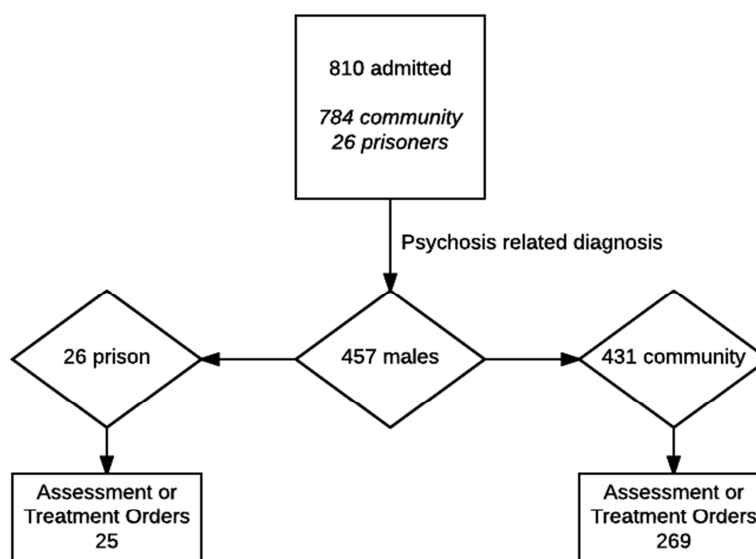 810 admitted
784 community
26 prisoners
Psychosis related diagnosis
26 prison
457 males
431 community
Assessment or
Treatment Orders
25
Assessment or
Treatment Orders
269